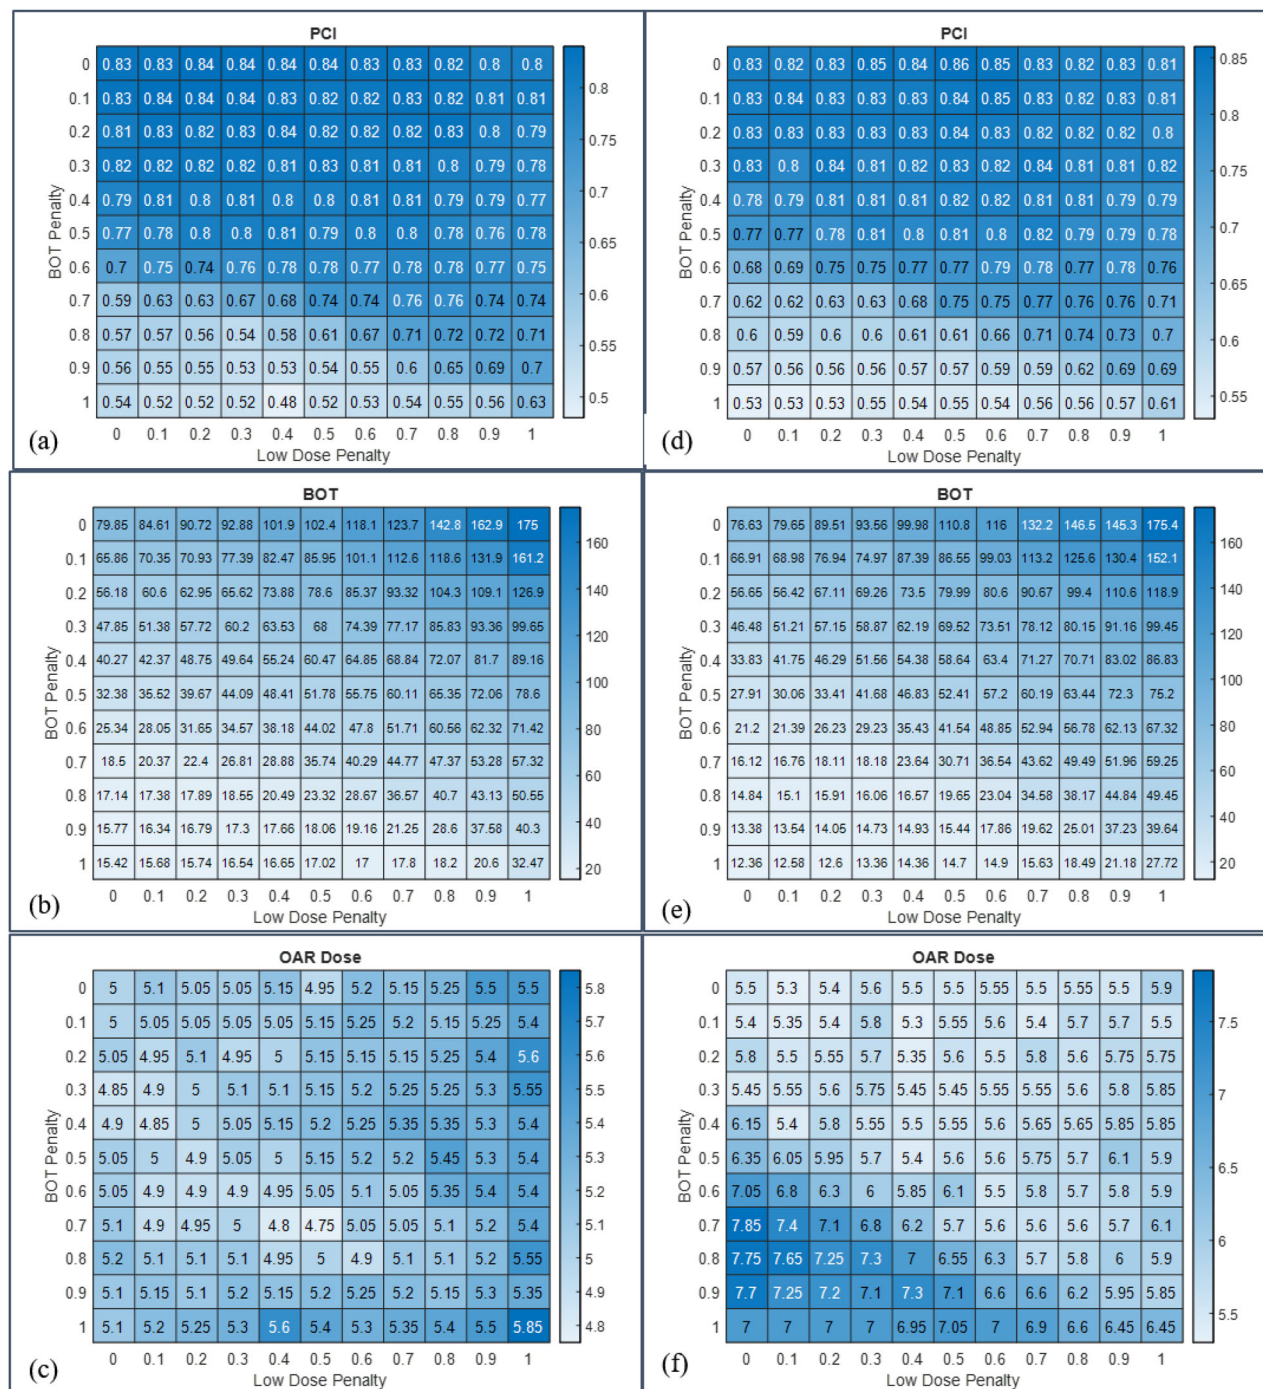 PCI
0 0.83 0.83 0.84 0.84 0.84 0.84 0.83 0.83 0.82 0.8 0.8
0.1 0.83 0.84 0.84 0.84 0.83 0.82 0.82 0.83 0.82 0.81 0.81
0.2 0.81 0.83 0.82 0.83 0.84 0.82 0.82 0.82 0.83 0.8 0.79
0.3 0.82 0.82 0.82 0.82 0.81 0.83 0.81 0.81 0.8 0.79 0.78
0.4 0.79 0.81 0.8 0.81 0.8 0.8 0.81 0.81 0.79 0.79 0.77
0.5 0.77 0.78 0.8 0.8 0.81 0.79 0.8 0.8 0.78 0.76 0.78
0.6 0.7 0.75 0.74 0.76 0.78 0.78 0.77 0.78 0.78 0.77 0.75
0.7 0.59 0.63 0.63 0.67 0.68 0.74 0.74 0.76 0.76 0.74 0.74
0.8 0.57 0.57 0.56 0.54 0.58 0.61 0.67 0.71 0.72 0.72 0.71
0.9 0.56 0.55 0.55 0.53 0.53 0.54 0.55 0.6 0.65 0.69 0.7
1 0.54 0.52 0.52 0.52 0.48 0.52 0.53 0.54 0.55 0.56 0.63
0 0.1 0.2 0.3 0.4 0.5 0.6 0.7 0.8 0.9 1
BOT Penalty
Low Dose Penalty
0.8
0.75
0.7
0.65
0.6
0.55
0.5
(a)
PCI
0 0.83 0.82 0.83 0.85 0.84 0.86 0.85 0.83 0.82 0.83 0.81
0.1 0.83 0.84 0.83 0.83 0.83 0.84 0.85 0.83 0.82 0.83 0.81
0.2 0.83 0.83 0.83 0.83 0.83 0.84 0.83 0.82 0.82 0.82 0.8
0.3 0.83 0.8 0.84 0.81 0.82 0.83 0.82 0.84 0.81 0.81 0.82
0.4 0.78 0.79 0.81 0.81 0.81 0.82 0.82 0.81 0.81 0.79 0.79
0.5 0.77 0.77 0.78 0.81 0.8 0.81 0.8 0.82 0.79 0.79 0.78
0.6 0.68 0.69 0.75 0.75 0.77 0.77 0.79 0.78 0.77 0.78 0.76
0.7 0.62 0.62 0.63 0.63 0.68 0.75 0.75 0.77 0.76 0.76 0.71
0.8 0.6 0.59 0.6 0.6 0.61 0.61 0.66 0.71 0.74 0.73 0.7
0.9 0.57 0.56 0.56 0.56 0.57 0.57 0.59 0.59 0.62 0.69 0.69
1 0.53 0.53 0.53 0.55 0.54 0.55 0.54 0.56 0.56 0.57 0.61
0 0.1 0.2 0.3 0.4 0.5 0.6 0.7 0.8 0.9 1
BOT Penalty
Low Dose Penalty
0.85
0.8
0.75
0.7
0.65
0.6
0.55
(d)
BOT
0 79.85 84.61 90.72 92.88 101.9 102.4 118.1 123.7 142.8 162.9 175
0.1 65.86 70.35 70.93 77.39 82.47 85.95 101.1 112.6 118.6 131.9 161.2
0.2 56.18 60.6 62.95 65.62 73.88 78.6 85.37 93.32 104.3 109.1 126.9
0.3 47.85 51.38 57.72 60.2 63.53 68 74.39 77.17 85.83 93.36 99.65
0.4 40.27 42.37 48.75 49.64 55.24 60.47 64.85 68.84 72.07 81.7 89.16
0.5 32.38 35.52 39.67 44.09 48.41 51.78 55.75 60.11 65.35 72.06 78.6
0.6 25.34 28.05 31.65 34.57 38.18 44.02 47.8 51.71 60.56 62.32 71.42
0.7 18.5 20.37 22.4 26.81 28.88 35.74 40.29 44.77 47.37 53.28 57.32
0.8 17.14 17.38 17.89 18.55 20.49 23.32 28.67 36.57 40.7 43.13 50.55
0.9 15.77 16.34 16.79 17.3 17.66 18.06 19.16 21.25 28.6 37.58 40.3
1 15.42 15.68 15.74 16.54 16.65 17.02 17 17.8 18.2 20.6 32.47
0 0.1 0.2 0.3 0.4 0.5 0.6 0.7 0.8 0.9 1
BOT Penalty
Low Dose Penalty
160
140
120
100
80
60
40
20
(b)
BOT
0 76.63 79.65 89.51 93.56 99.98 110.8 116 132.2 146.5 145.3 175.4
0.1 66.91 68.98 76.94 74.97 87.39 86.55 99.03 113.2 125.6 130.4 152.1
0.2 56.65 56.42 67.11 69.26 73.5 79.99 80.6 90.67 99.4 110.6 118.9
0.3 46.48 51.21 57.15 58.87 62.19 69.52 73.51 78.12 80.15 91.16 99.45
0.4 33.83 41.75 46.29 51.56 54.38 58.64 63.4 71.27 70.71 83.02 86.83
0.5 27.91 30.06 33.41 41.68 46.83 52.41 57.2 60.19 63.44 72.3 75.2
0.6 21.2 21.39 26.23 29.23 35.43 41.54 48.85 52.94 56.78 62.13 67.32
0.7 16.12 16.76 18.11 18.18 23.64 30.71 36.54 43.62 49.49 51.96 59.25
0.8 14.84 15.1 15.91 16.06 16.57 19.65 23.04 34.58 38.17 44.84 49.45
0.9 13.38 13.54 14.05 14.73 14.93 15.44 17.86 19.62 25.01 37.23 39.64
1 12.36 12.58 12.6 13.36 14.36 14.7 14.9 15.63 18.49 21.18 27.72
0 0.1 0.2 0.3 0.4 0.5 0.6 0.7 0.8 0.9 1
BOT Penalty
Low Dose Penalty
160
140
120
100
80
60
40
20
(e)
OAR Dose
0 5 5.1 5.05 5.05 5.15 4.95 5.2 5.15 5.25 5.5 5.5
0.1 5 5.05 5.05 5.05 5.05 5.15 5.25 5.2 5.15 5.25 5.4
0.2 5.05 4.95 5.1 4.95 5 5.15 5.15 5.15 5.25 5.4 5.6
0.3 4.85 4.9 5 5.1 5.1 5.15 5.2 5.25 5.25 5.3 5.55
0.4 4.9 4.85 5 5.05 5.15 5.2 5.25 5.35 5.35 5.3 5.4
0.5 5.05 5 4.9 5.05 5 5.15 5.2 5.2 5.45 5.3 5.4
0.6 5.05 4.9 4.9 4.9 4.95 5.05 5.1 5.05 5.35 5.4 5.4
0.7 5.1 4.9 4.95 5 4.8 4.75 5.05 5.05 5.1 5.2 5.4
0.8 5.2 5.1 5.1 5.1 4.95 5 4.9 5.1 5.1 5.2 5.55
0.9 5.1 5.15 5.1 5.2 5.15 5.2 5.25 5.2 5.15 5.3 5.35
1 5.1 5.2 5.25 5.3 5.6 5.4 5.3 5.35 5.4 5.5 5.85
0 0.1 0.2 0.3 0.4 0.5 0.6 0.7 0.8 0.9 1
BOT Penalty
Low Dose Penalty
5.8
5.7
5.6
5.5
5.4
5.3
5.2
5.1
5
4.9
4.8
(c)
OAR Dose
0 5.5 5.3 5.4 5.6 5.5 5.5 5.55 5.5 5.55 5.5 5.9
0.1 5.4 5.35 5.4 5.8 5.3 5.55 5.6 5.4 5.7 5.7 5.5
0.2 5.8 5.5 5.55 5.7 5.35 5.6 5.5 5.8 5.6 5.75 5.75
0.3 5.45 5.55 5.6 5.75 5.45 5.45 5.55 5.55 5.6 5.8 5.85
0.4 6.15 5.4 5.8 5.55 5.5 5.55 5.6 5.65 5.65 5.85 5.85
0.5 6.35 6.05 5.95 5.7 5.4 5.6 5.6 5.75 5.7 6.1 5.9
0.6 7.05 6.8 6.3 6 5.85 6.1 5.5 5.8 5.7 5.8 5.9
0.7 7.85 7.4 7.1 6.8 6.2 5.7 5.6 5.6 5.6 5.7 6.1
0.8 7.75 7.65 7.25 7.3 7 6.55 6.3 5.7 5.8 6 5.9
0.9 7.7 7.25 7.2 7.1 7.3 7.1 6.6 6.6 6.2 5.95 5.85
1 7 7 7 7 6.95 7.05 7 6.9 6.6 6.45 6.45
0 0.1 0.2 0.3 0.4 0.5 0.6 0.7 0.8 0.9 1
BOT Penalty
Low Dose Penalty
7.5
7
6.5
6
5.5
(f)